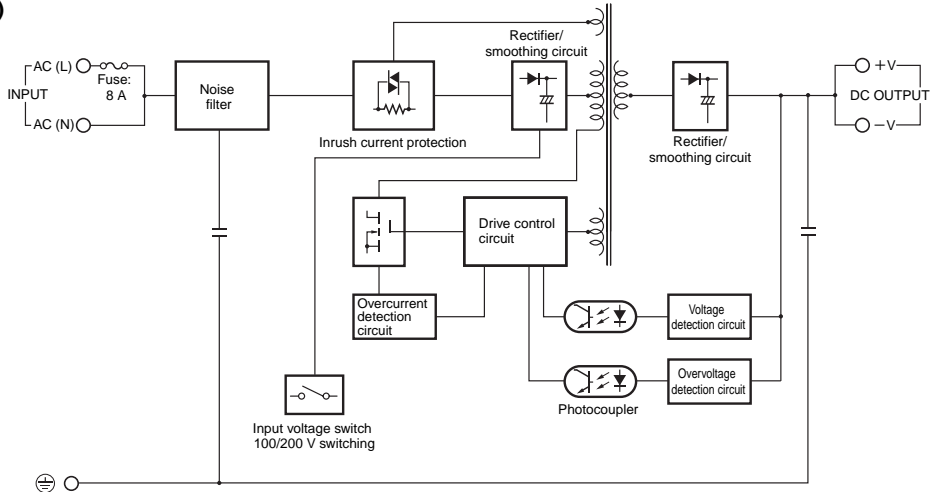 )
AC (L)
Fuse:
8 A
INPUT
AC (N)
Noise
filter
Inrush current protection
Rectifier/
smoothing circuit
Rectifier/
smoothing circuit
+V
DC OUTPUT
−V
Drive control
circuit
Overcurrent
detection
circuit
Voltage
detection circuit
Overvoltage
detection circuit
Photocoupler
Input voltage switch
100/200 V switching